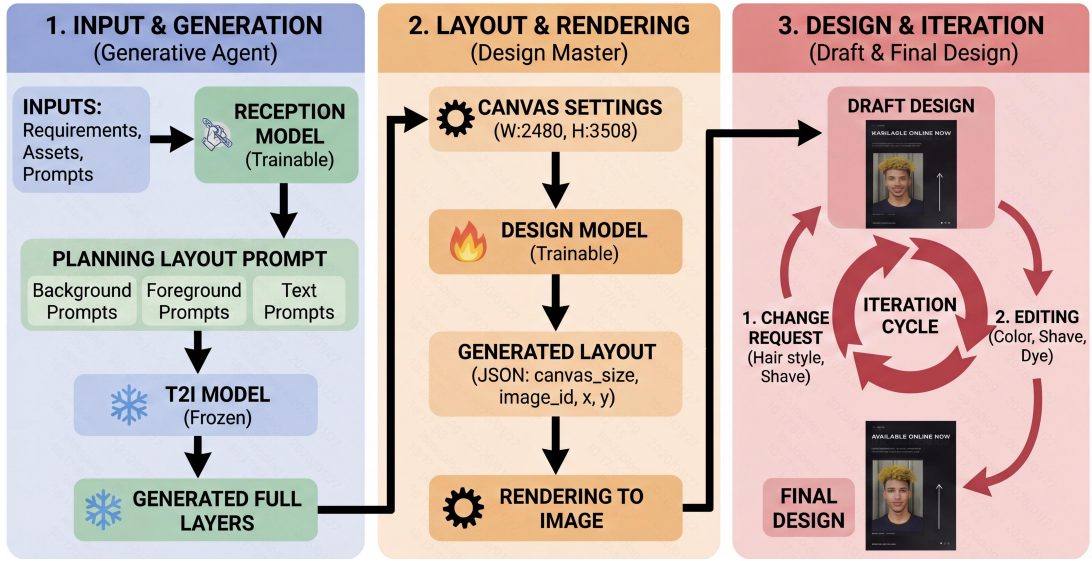 1. INPUT & GENERATION
(Generative Agent)
INPUTS:
Requirements,
Assets,
Prompts
RECEPTION
MODEL
(Trainable)
PLANNING LAYOUT PROMPT
Background
Prompts
Foreground
Prompts
Text
Prompts
T2I MODEL
(Frozen)
GENERATED FULL
LAYERS
2. LAYOUT & RENDERING
(Design Master)
CANVAS SETTINGS
(W:2480, H:3508)
DESIGN MODEL
(Trainable)
GENERATED LAYOUT
(JSON: canvas_size,
image_id, x, y)
RENDERING TO
IMAGE
3. DESIGN & ITERATION
(Draft & Final Design)
DRAFT DESIGN
ONLINE NOW
ITERATION
CYCLE
1. CHANGE
REQUEST
(Hair style,
Shave)
2. EDITING
(Color, Shave,
Dye)
AVAILABLE ONLINE NOW
FINAL
DESIGN